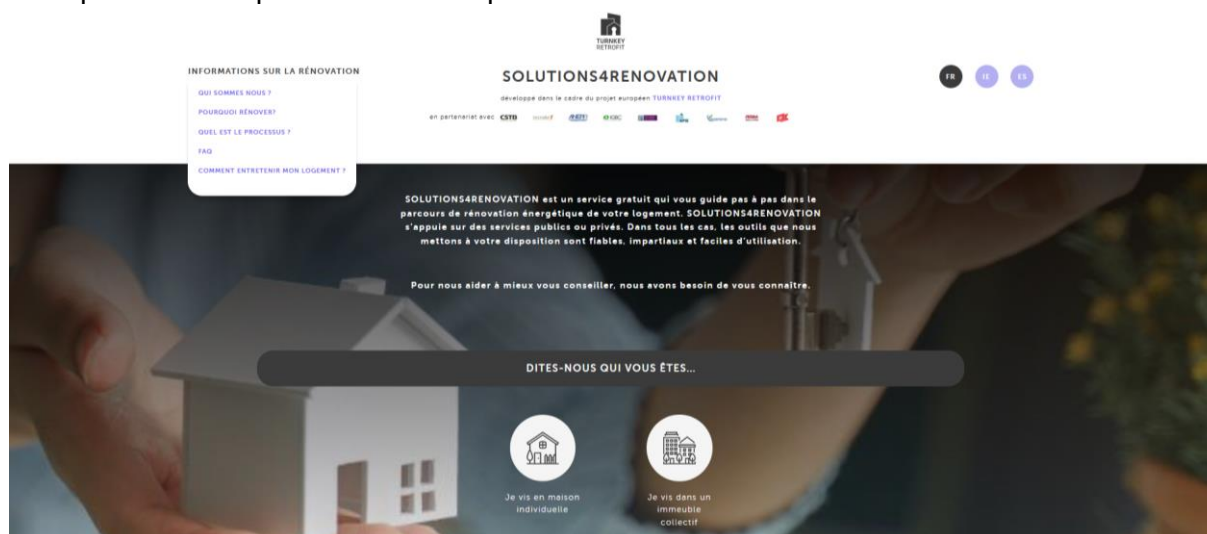 TURNKEY
RETROFIT
INFORMATIONS SUR LA RÉNOVATION
QUI SOMMES NOUS ?
POURQUOI RÉNOVER?
QUEL EST LE PROCESSUS ?
FAQ
COMMENT ENTRETENIR MON LOGEMENT ?
SOLUTIONS4RENOVATION
développé dans le cadre du projet européen TURNKEY RETROFIT
en partenariat avec CSTB
FR IE ES
SOLUTIONS4RENOVATION est un service gratuit qui vous guide pas à pas dans le
parcours de rénovation énergétique de votre logement. SOLUTIONS4RENOVATION
s'appuie sur des services publics ou privés. Dans tous les cas, les outils que nous
mettons à votre disposition sont fiables, impartiaux et faciles d'utilisation.
Pour nous aider à mieux vous conseiller, nous avons besoin de vous connaître.
DITES-NOUS QUI VOUS ÊTES...
Je vis en maison
individuelle
Je vis dans un
immeuble
collectif